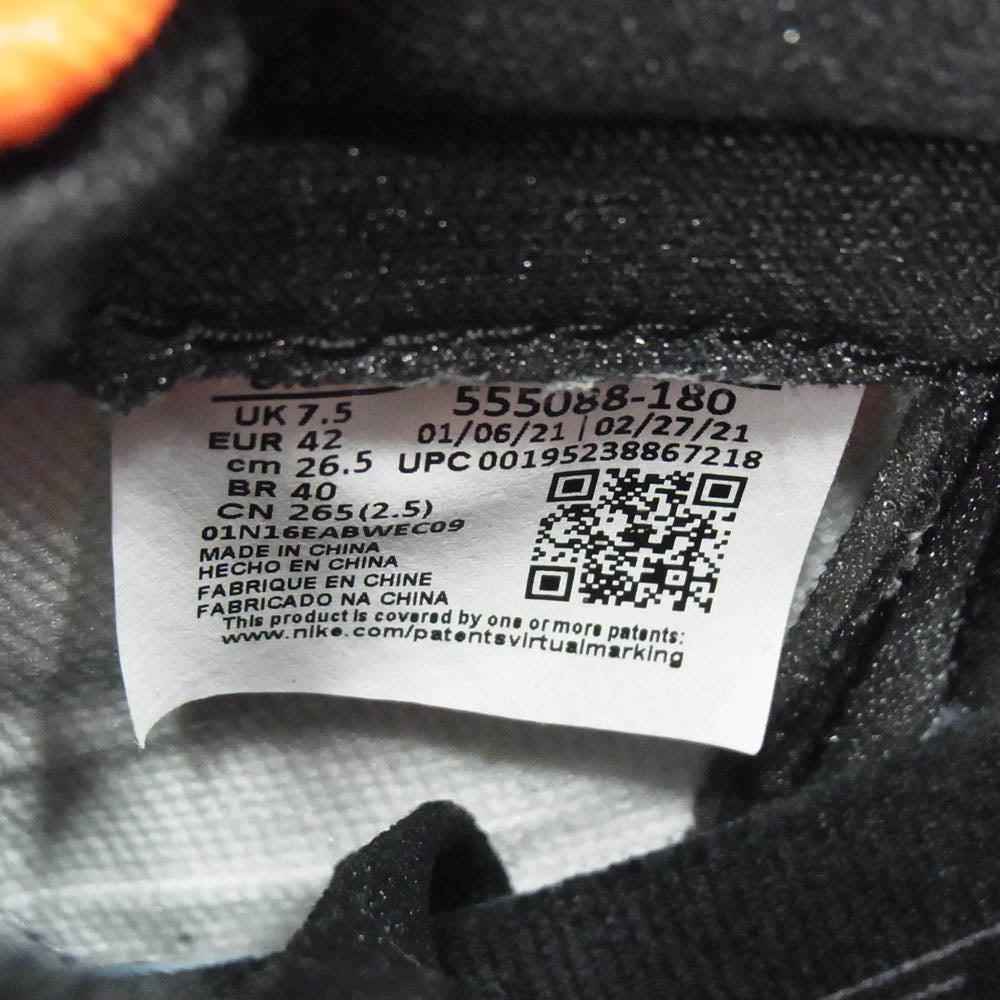 UK 7.5
EUR 42
cm 26.5
BR 40
CN 265(2.5)
555088-180
01/06/21 | 02/27/21
UPC 00195238867218
01N16EABWEC09
MADE IN CHINA
HECHO EN CHINA
FABRIQUE EN CHINE
FABRICADO NA CHINA
This product is covered by one or more patents:
www.nike.com/patentsvirtualmarking